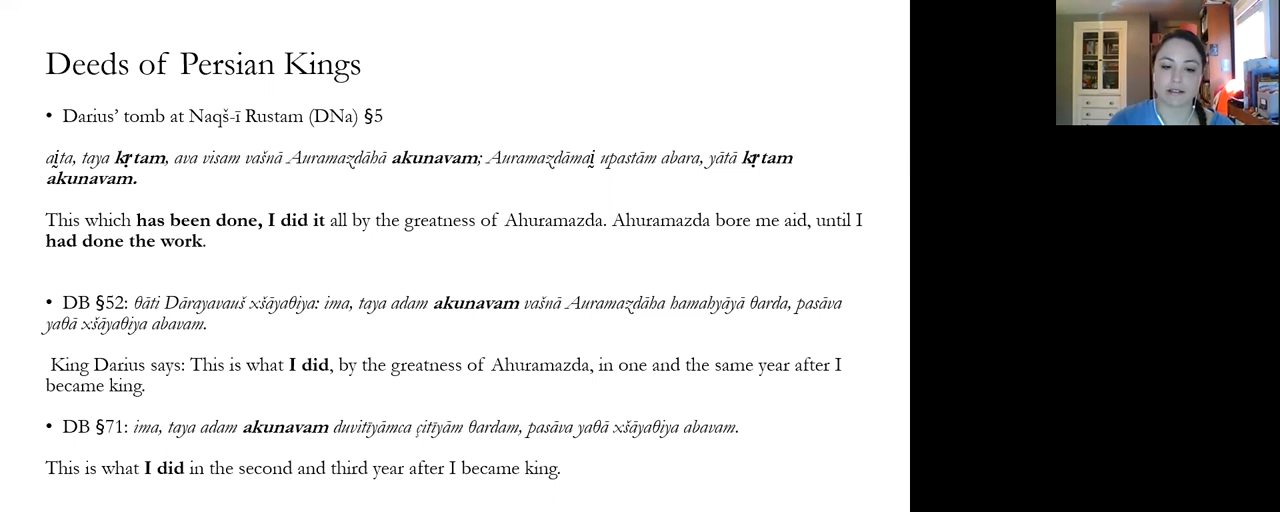 Deeds of Persian Kings
• Darius’ tomb at Naqš-ī Rustam (DNa) §5
ai̯ta, taya kr̥tam, ava visam vašnā Auramazdāhā akunavam; Auramazdāmai̯ upastām abara, yātā kr̥tam
akunavam.
This which has been done, I did it all by the greatness of Ahuramazda. Ahuramazda bore me aid, until I
had done the work.
• DB §52: θāti Dārayavauš xšāyaθiya: ima, taya adam akunavam vašnā Auramazdāha hamahyāyā θarda, pasāva
yaθā xšāyaθiya abavam.
King Darius says: This is what I did, by the greatness of Ahuramazda, in one and the same year after I
became king.
• DB §71: ima, taya adam akunavam duvitīyāmca çitīyām θardam, pasāva yaθā xšāyaθiya abavam.
This is what I did in the second and third year after I became king.